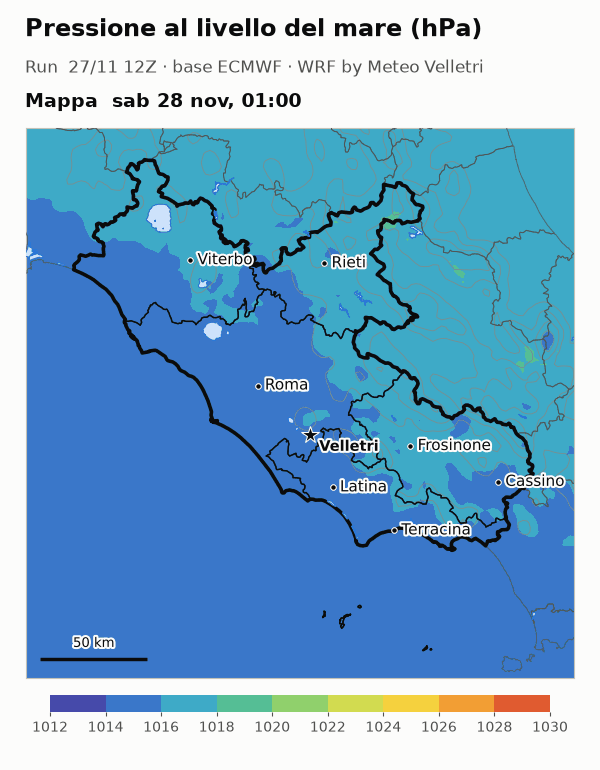 Pressione al livello del mare (hPa)
Run  27/11 12Z · base ECMWF · WRF by Meteo Velletri
Mappa  sab 28 nov, 01:00
Viterbo
Rieti
Roma
Velletri
Frosinone
Cassino
Latina
Terracina
50 km
1012 1014 1016 1018 1020 1022 1024 1026 1028 1030